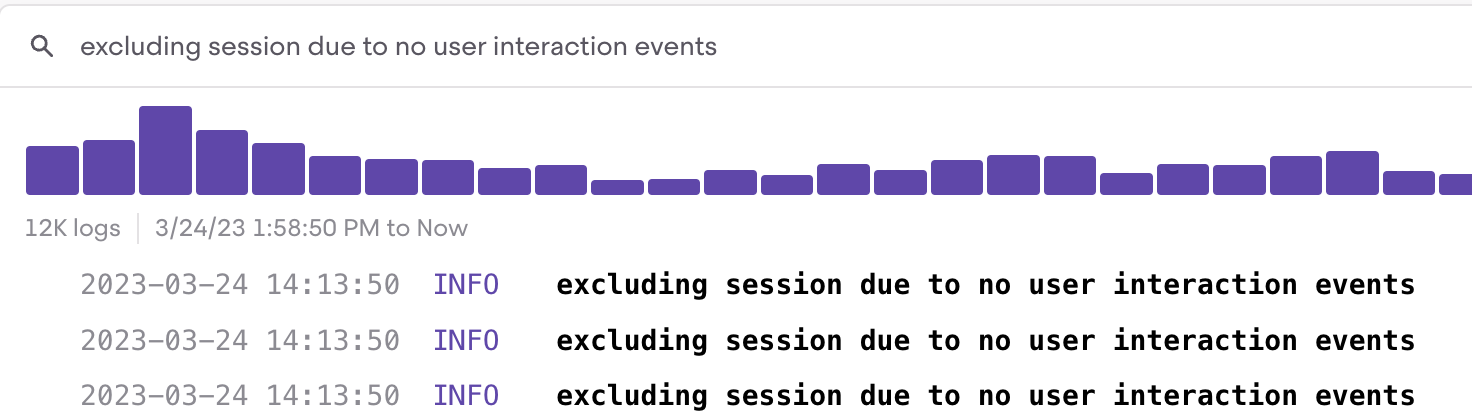 excluding session due to no user interaction events
12K logs 3/24/23 1:58:50 PM to Now
2023-03-24 14:13:50 INFO excluding session due to no user interaction events
2023-03-24 14:13:50 INFO excluding session due to no user interaction events
2023-03-24 14:13:50 INFO excluding session due to no user interaction events